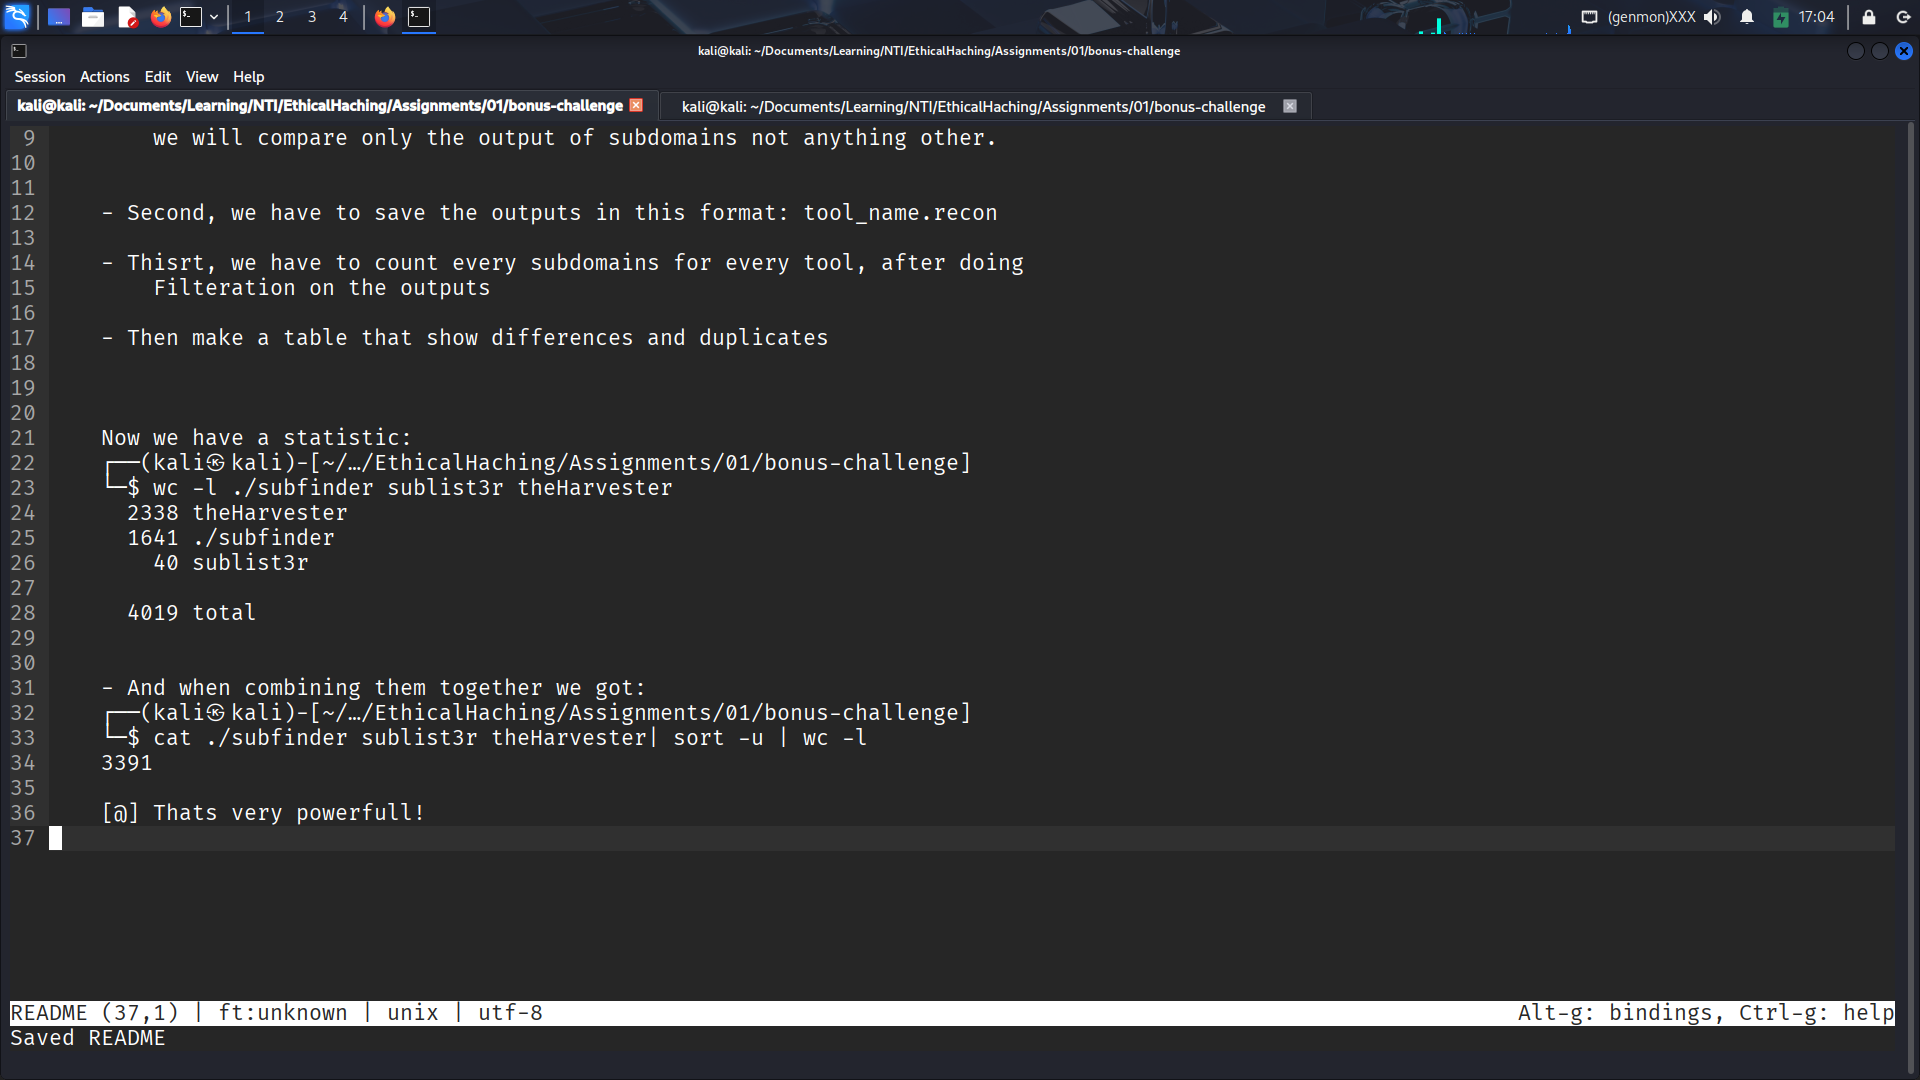 1 2 3 4 (genmon)XXX 17:04
kali@kali: ~/Documents/Learning/NTI/EthicalHaching/Assignments/01/bonus-challenge
Session Actions Edit View Help
kali@kali: ~/Documents/Learning/NTI/EthicalHaching/Assignments/01/bonus-challenge kali@kali: ~/Documents/Learning/NTI/EthicalHaching/Assignments/01/bonus-challenge
9 we will compare only the output of subdomains not anything other.
10
11
12 - Second, we have to save the outputs in this format: tool_name.recon
13
14 - Thisrt, we have to count every subdomains for every tool, after doing
15 Filteration on the outputs
16
17 - Then make a table that show differences and duplicates
18
19
20
21 Now we have a statistic:
22 ┌──(kali㉿kali)-[~/…/EthicalHaching/Assignments/01/bonus-challenge]
23 └─$ wc -l ./subfinder sublist3r theHarvester
24 2338 theHarvester
25 1641 ./subfinder
26 40 sublist3r
27
28 4019 total
29
30
31 - And when combining them together we got:
32 ┌──(kali㉿kali)-[~/…/EthicalHaching/Assignments/01/bonus-challenge]
33 └─$ cat ./subfinder sublist3r theHarvester| sort -u | wc -l
34 3391
35
36 [@] Thats very powerfull!
37
README (37,1) | ft:unknown | unix | utf-8 Alt-g: bindings, Ctrl-g: help
Saved README